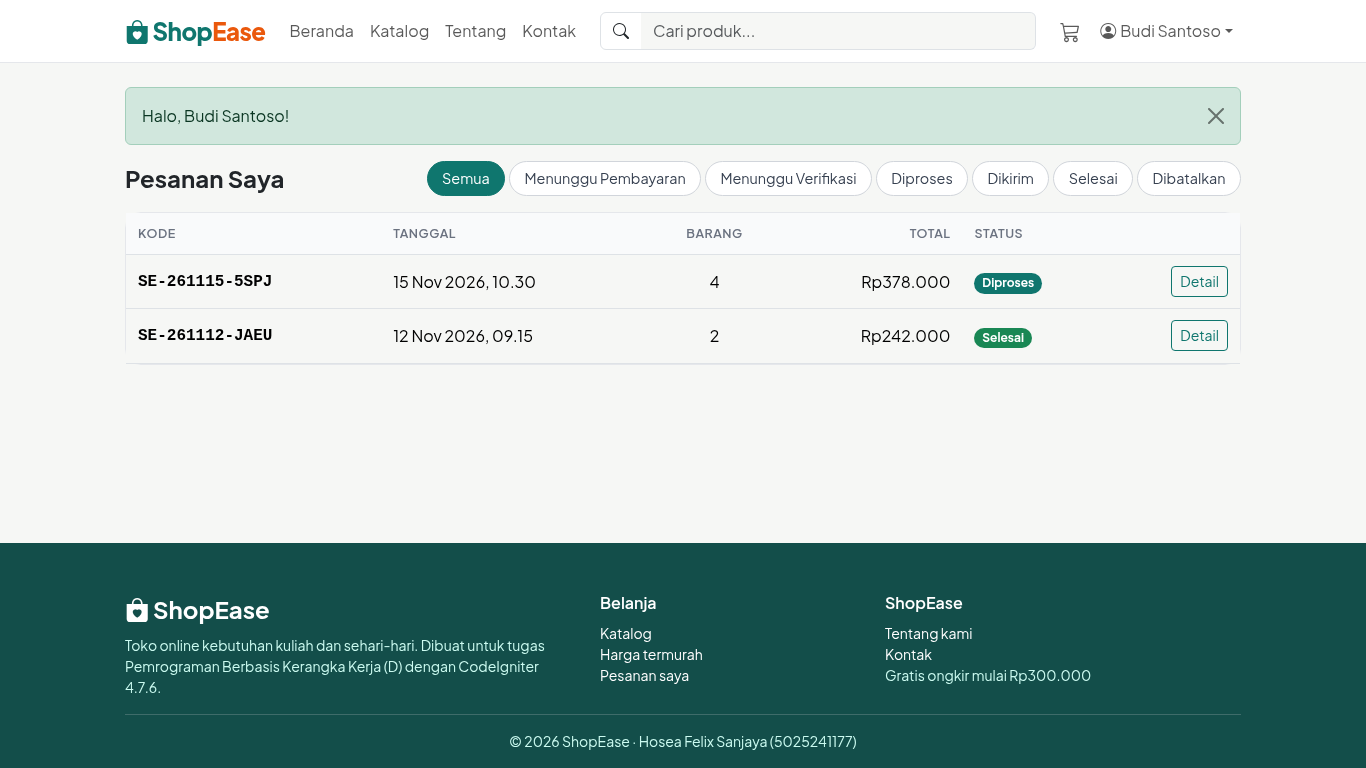 ShopEase
Beranda
Katalog
Tentang
Kontak
Cari produk...
Budi Santoso
Halo, Budi Santoso!
Pesanan Saya
Semua
Menunggu Pembayaran
Menunggu Verifikasi
Diproses
Dikirim
Selesai
Dibatalkan
KODE TANGGAL BARANG TOTAL STATUS
SE-261115-5SPJ 15 Nov 2026, 10.30 4 Rp378.000 Diproses Detail
SE-261112-JAEU 12 Nov 2026, 09.15 2 Rp242.000 Selesai Detail
ShopEase
Toko online kebutuhan kuliah dan sehari-hari. Dibuat untuk tugas
Pemrograman Berbasis Kerangka Kerja (D) dengan CodeIgniter
4.7.6.
Belanja
Katalog
Harga termurah
Pesanan saya
ShopEase
Tentang kami
Kontak
Gratis ongkir mulai Rp300.000
© 2026 ShopEase · Hosea Felix Sanjaya (5025241177)